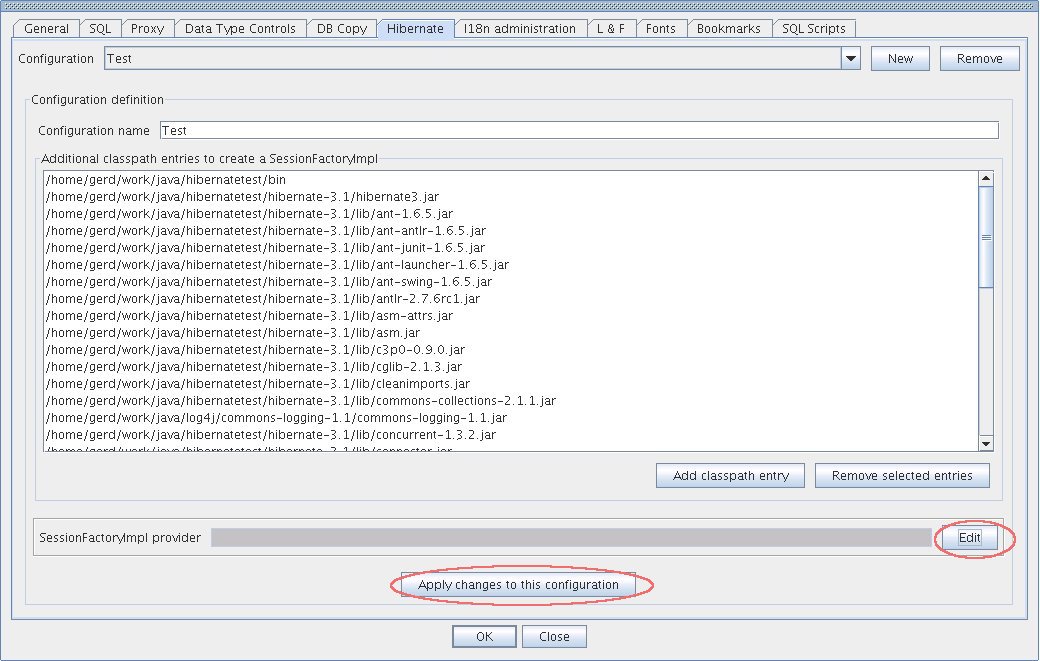 General SQL Proxy Data Type Controls DB Copy Hibernate I18n administration L & F Fonts Bookmarks SQL Scripts
Configuration Test New Remove
Configuration definition
Configuration name Test
Additional classpath entries to create a SessionFactoryImpl
/home/gerd/work/java/hibernatetest/bin
/home/gerd/work/java/hibernatetest/hibernate-3.1/hibernate3.jar
/home/gerd/work/java/hibernatetest/hibernate-3.1/lib/ant-1.6.5.jar
/home/gerd/work/java/hibernatetest/hibernate-3.1/lib/ant-antlr-1.6.5.jar
/home/gerd/work/java/hibernatetest/hibernate-3.1/lib/ant-junit-1.6.5.jar
/home/gerd/work/java/hibernatetest/hibernate-3.1/lib/ant-launcher-1.6.5.jar
/home/gerd/work/java/hibernatetest/hibernate-3.1/lib/ant-swing-1.6.5.jar
/home/gerd/work/java/hibernatetest/hibernate-3.1/lib/antlr-2.7.6rc1.jar
/home/gerd/work/java/hibernatetest/hibernate-3.1/lib/asm-attrs.jar
/home/gerd/work/java/hibernatetest/hibernate-3.1/lib/asm.jar
/home/gerd/work/java/hibernatetest/hibernate-3.1/lib/c3p0-0.9.0.jar
/home/gerd/work/java/hibernatetest/hibernate-3.1/lib/cglib-2.1.3.jar
/home/gerd/work/java/hibernatetest/hibernate-3.1/lib/cleanimports.jar
/home/gerd/work/java/hibernatetest/hibernate-3.1/lib/commons-collections-2.1.1.jar
/home/gerd/work/java/log4j/commons-logging-1.1/commons-logging-1.1.jar
/home/gerd/work/java/hibernatetest/hibernate-3.1/lib/concurrent-1.3.2.jar
/home/gerd/work/java/hibernatetest/hibernate-3.1/lib/connector.jar
Add classpath entry Remove selected entries
SessionFactoryImpl provider Edit
Apply changes to this configuration
OK Close